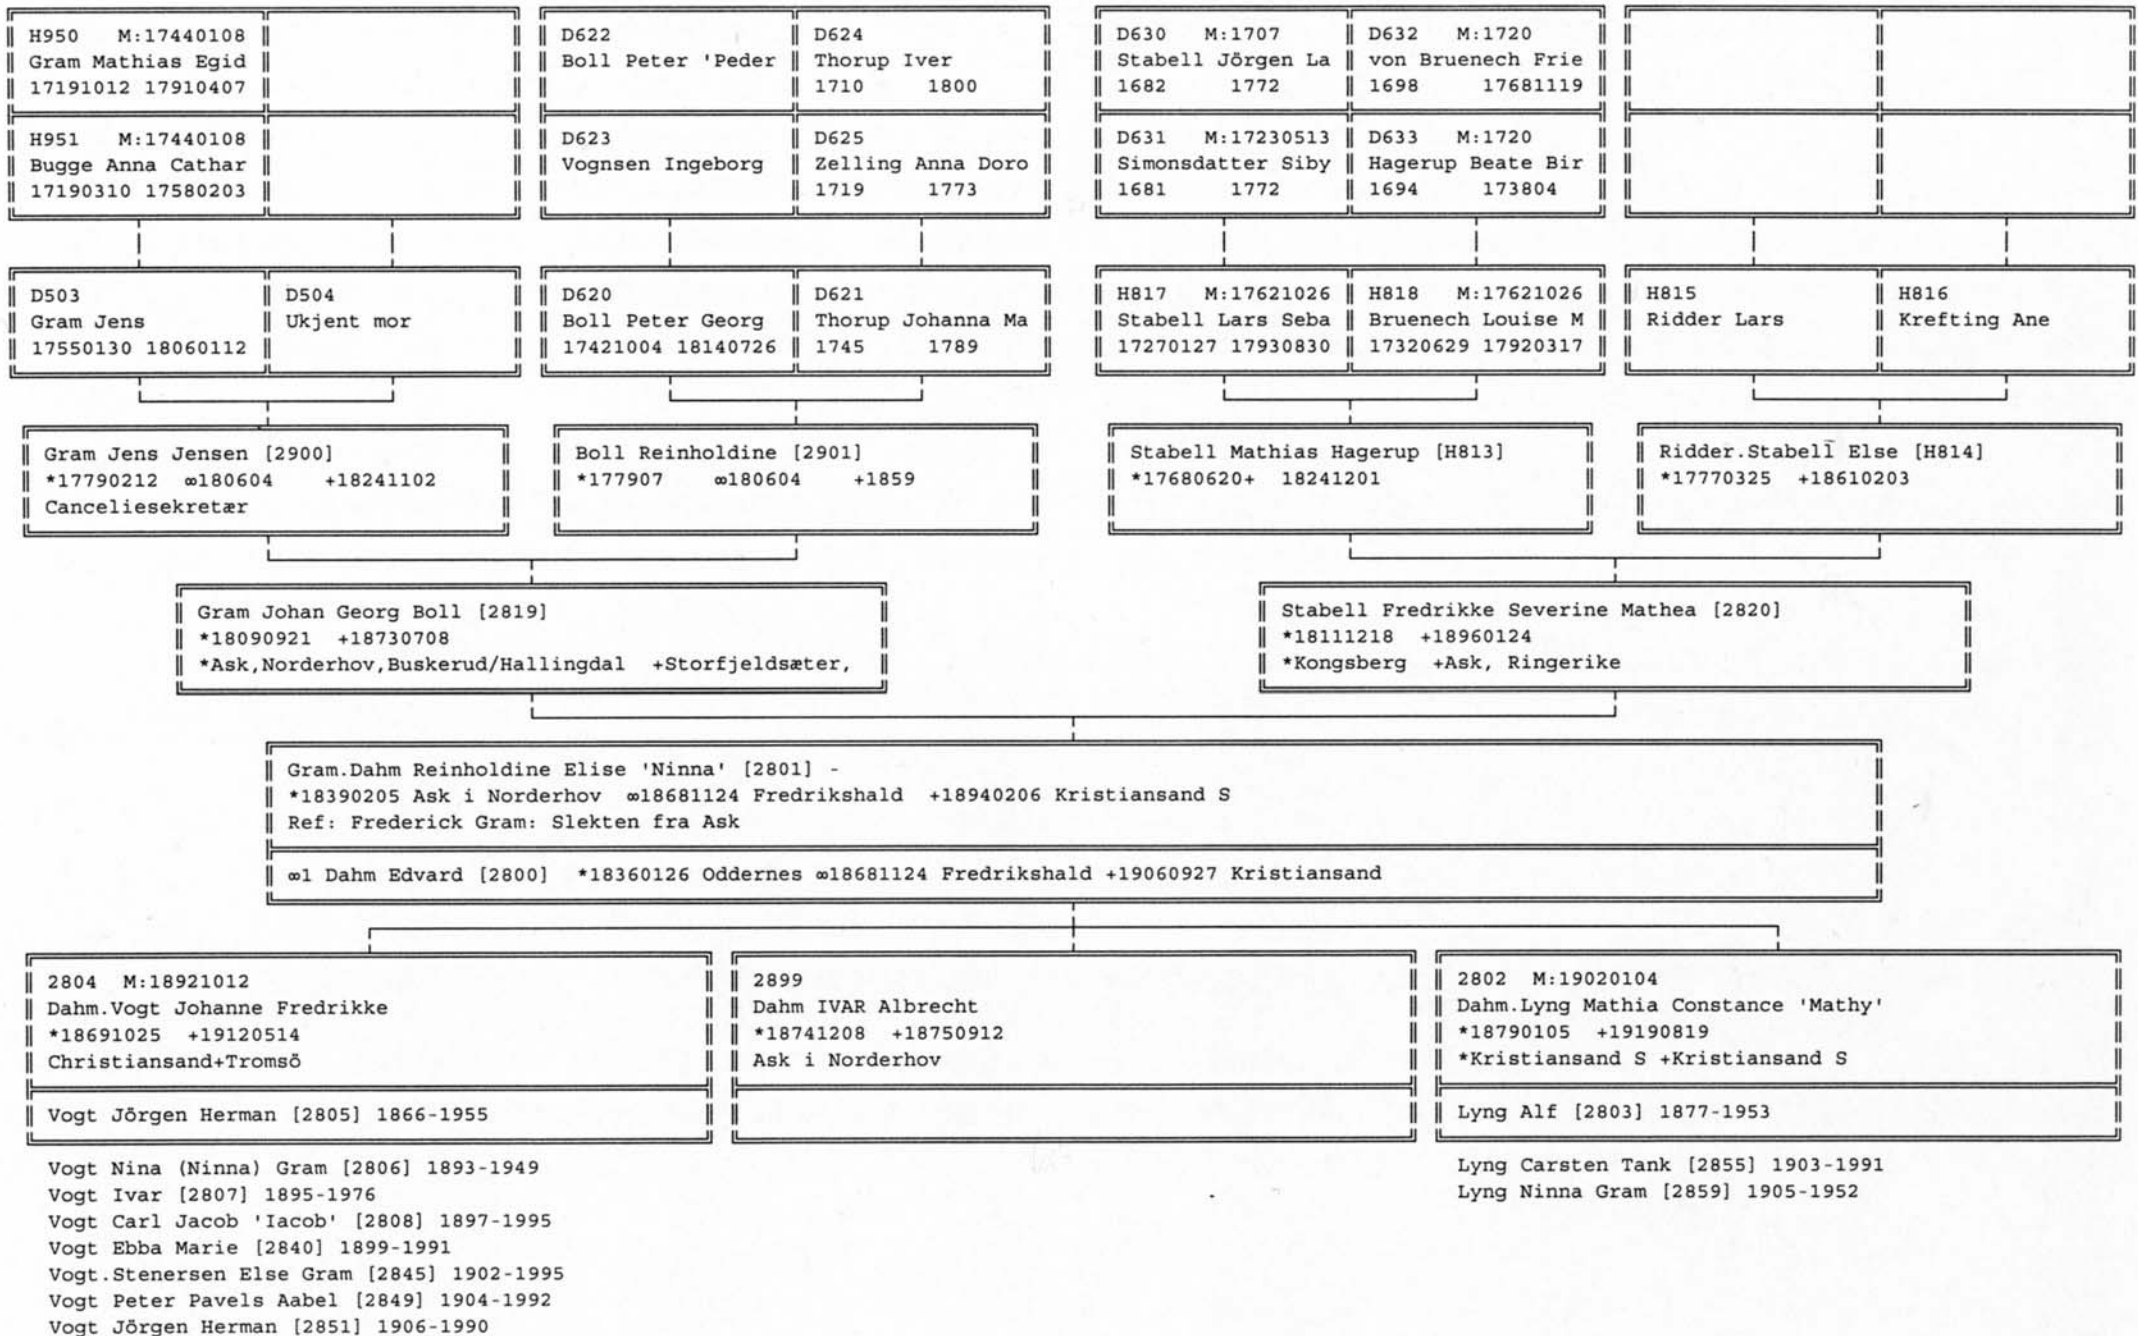 H950 M:17440108
Gram Mathias Egid
17191012 17910407
D622
Boll Peter 'Peder
D624
Thorup Iver
1710 1800
D630 M:1707
Stabell Jörgen La
1682 1772
D632 M:1720
von Bruenech Frie
1698 17681119
H951 M:17440108
Bugge Anna Cathar
17190310 17580203
D623
Vognsen Ingeborg
D625
Zelling Anna Doro
1719 1773
D631 M:17230513
Simonsdatter Siby
1681 1772
D633 M:1720
Hagerup Beate Bir
1694 173804
D503
Gram Jens
17550130 18060112
D504
Ukjent mor
D620
Boll Peter Georg
17421004 18140726
D621
Thorup Johanna Ma
1745 1789
H817 M:17621026
Stabell Lars Seba
17270127 17930830
H818 M:17621026
Bruenech Louise M
17320629 17920317
H815
Ridder Lars
H816
Krefting Ane
Gram Jens Jensen [2900]
*17790212 ∞180604 +18241102
Canceliesekretær
Boll Reinholdine [2901]
*177907 ∞180604 +1859
Stabell Mathias Hagerup [H813]
*17680620+ 18241201
Ridder.Stabell Else [H814]
*17770325 +18610203
Gram Johan Georg Boll [2819]
*18090921 +18730708
*Ask,Norderhov,Buskerud/Hallingdal +Storfjeldsæter,
Stabell Fredrikke Severine Mathea [2820]
*18111218 +18960124
*Kongsberg +Ask, Ringerike
Gram.Dahm Reinholdine Elise 'Ninna' [2801] -
*18390205 Ask i Norderhov ∞18681124 Fredrikshald +18940206 Kristiansand S
Ref: Frederick Gram: Slekten fra Ask
∞1 Dahm Edvard [2800] *18360126 Oddernes ∞18681124 Fredrikshald +19060927 Kristiansand
2804 M:18921012
Dahm.Vogt Johanne Fredrikke
*18691025 +19120514
Christiansand+Tromsö
Vogt Jörgen Herman [2805] 1866-1955
Vogt Nina (Ninna) Gram [2806] 1893-1949
Vogt Ivar [2807] 1895-1976
Vogt Carl Jacob 'Iacob' [2808] 1897-1995
Vogt Ebba Marie [2840] 1899-1991
Vogt.Stenersen Else Gram [2845] 1902-1995
Vogt Peter Pavels Aabel [2849] 1904-1992
Vogt Jörgen Herman [2851] 1906-1990
2899
Dahm IVAR Albrecht
*18741208 +18750912
Ask i Norderhov
2802 M:19020104
Dahm.Lyng Mathia Constance 'Mathy'
*18790105 +19190819
*Kristiansand S +Kristiansand S
Lyng Alf [2803] 1877-1953
Lyng Carsten Tank [2855] 1903-1991
Lyng Ninna Gram [2859] 1905-1952